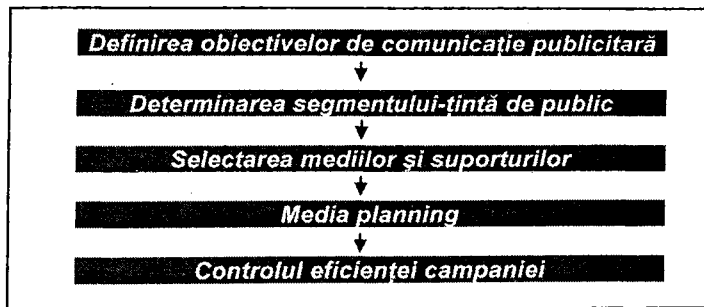 Definirea obiectivelor de comunicație publicitară
Determinarea segmentului-țintă de public
Selectarea mediilor și suporturilor
Media planning
Controlul eficienței campaniei